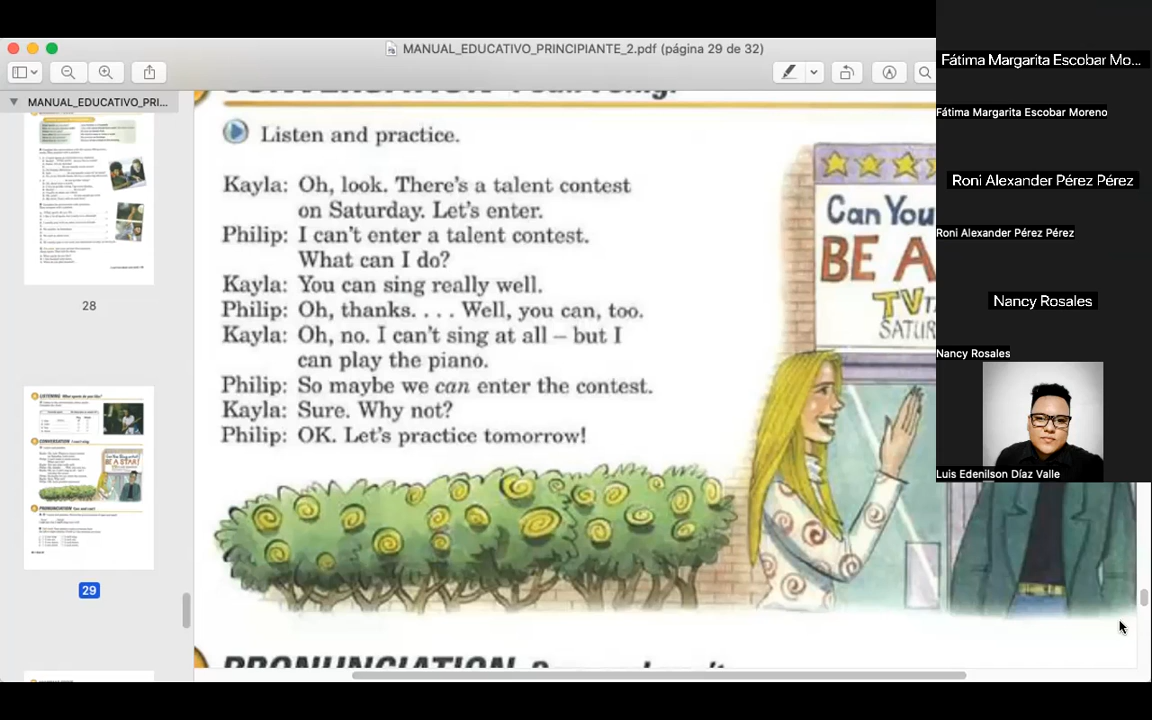 MANUAL_EDUCATIVO_PRINCIPIANTE_2.pdf (página 29 de 32)
MANUAL_EDUCATIVO_PRI...
28
29
Listen and practice.
Kayla: Oh, look. There's a talent contest
on Saturday. Let's enter.
Philip: I can't enter a talent contest.
What can I do?
Kayla: You can sing really well.
Philip: Oh, thanks. . . . Well, you can, too.
Kayla: Oh, no. I can't sing at all – but I
can play the piano.
Philip: So maybe we can enter the contest.
Kayla: Sure. Why not?
Philip: OK. Let's practice tomorrow!
Can You
BE A
TV
SATUR
PRONUNCIATION
Fátima Margarita Escobar Mo...
Fátima Margarita Escobar Moreno
Roni Alexander Pérez Pérez
Roni Alexander Pérez Pérez
Nancy Rosales
Nancy Rosales
Luis Edenilson Díaz Valle